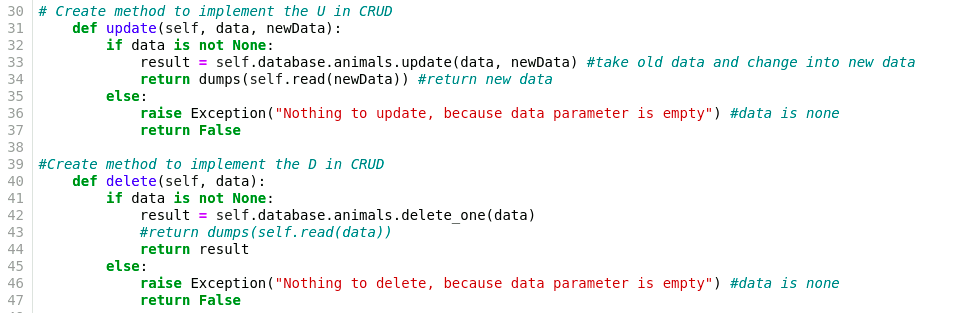 30 # Create method to implement the U in CRUD
31     def update(self, data, newData):
32         if data is not None:
33             result = self.database.animals.update(data, newData) #take old data and change into new data
34             return dumps(self.read(newData)) #return new data
35         else:
36             raise Exception("Nothing to update, because data parameter is empty") #data is none
37             return False
38
39 #Create method to implement the D in CRUD
40     def delete(self, data):
41         if data is not None:
42             result = self.database.animals.delete_one(data)
43             #return dumps(self.read(data))
44             return result
45         else:
46             raise Exception("Nothing to delete, because data parameter is empty") #data is none
47             return False